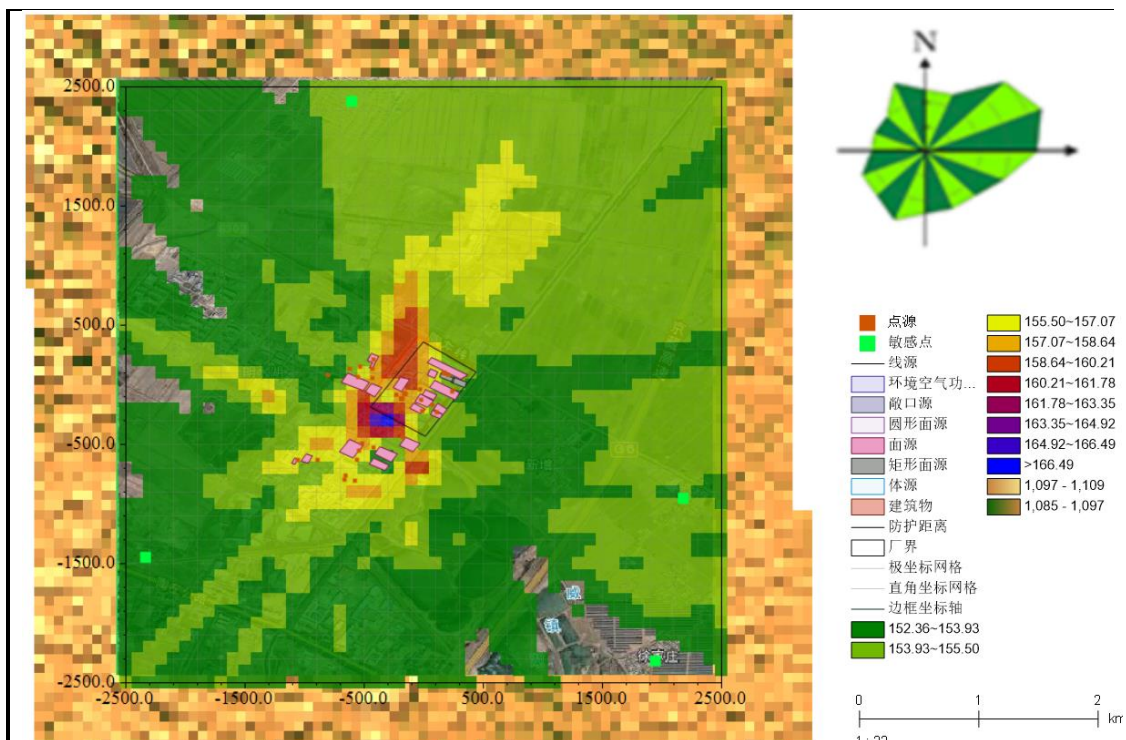 N
2500.0
1500.0
500.0
-500.0
-1500.0
-2500.0
-2500.0
-1500.0
-500.0
500.0
1500.0
2500.0
镇
徐家庄
点源
敏感点
线源
环境空气功...
敞口源
圆形面源
面源
矩形面源
体源
建筑物
防护距离
厂界
极坐标网格
直角坐标网格
边框坐标轴
152.36~153.93
153.93~155.50
155.50~157.07
157.07~158.64
158.64~160.21
160.21~161.78
161.78~163.35
163.35~164.92
164.92~166.49
>166.49
1,097 - 1,109
1,085 - 1,097
0
1
2
km